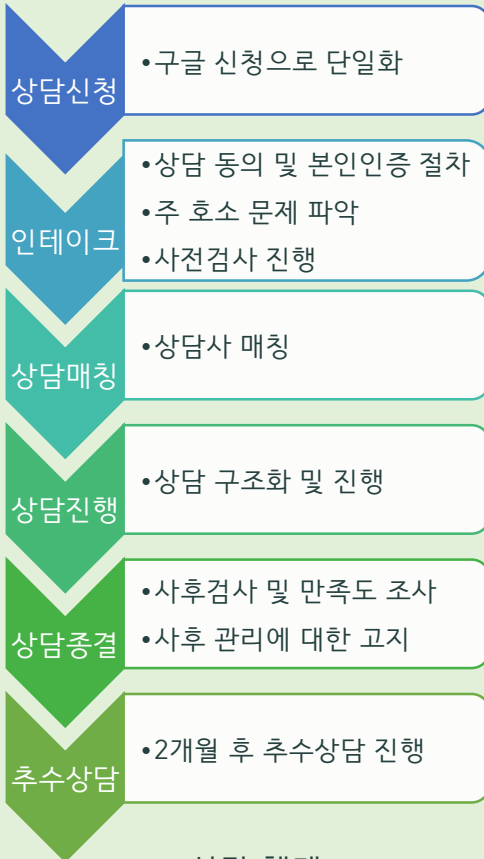 상담신청
•구글 신청으로 단일화
인테이크
•상담 동의 및 본인인증 절차
•주 호소 문제 파악
•사전검사 진행
상담매칭
•상담사 매칭
상담진행
•상담 구조화 및 진행
상담종결
•사후검사 및 만족도 조사
•사후 관리에 대한 고지
추수상담
•2개월 후 추수상담 진행